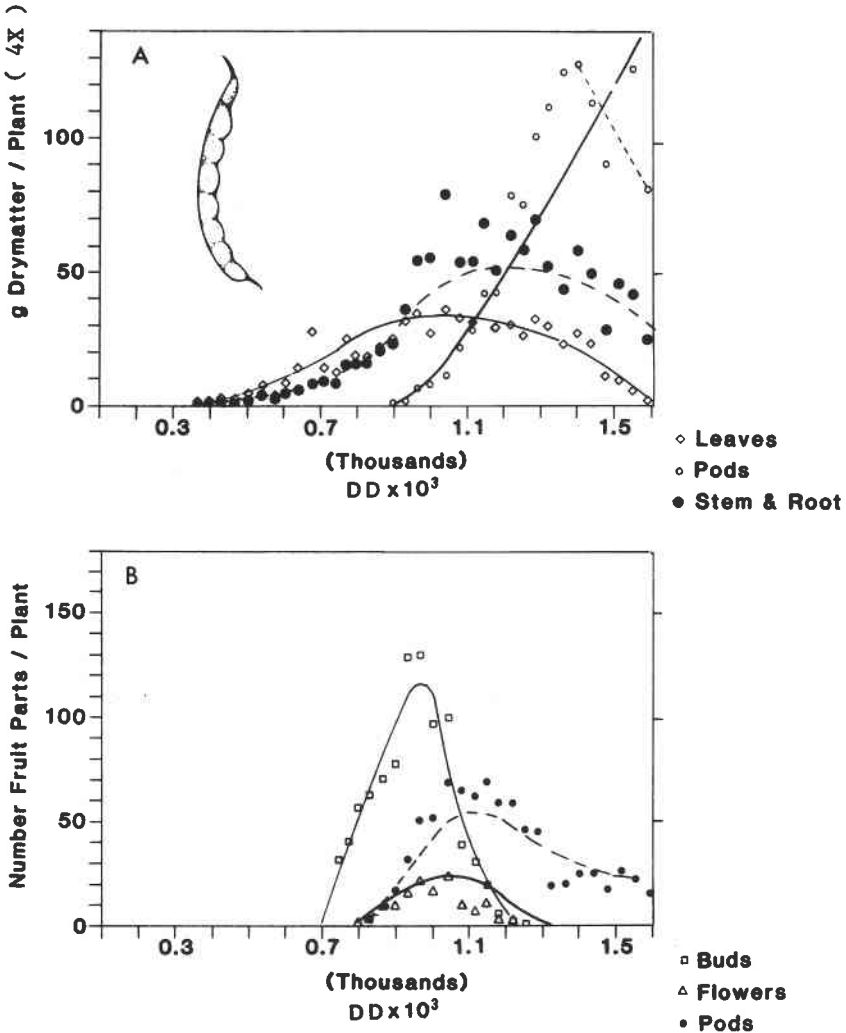 g Drymatter / Plant ( 4X )
A
100
50
0
0.3 0.7 1.1 1.5
(Thousands)
DD x 10³
◇ Leaves
○ Pods
● Stem & Root
Number Fruit Parts / Plant
B
150
100
50
0
0.3 0.7 1.1 1.5
(Thousands)
DD x 10³
□ Buds
△ Flowers
● Pods